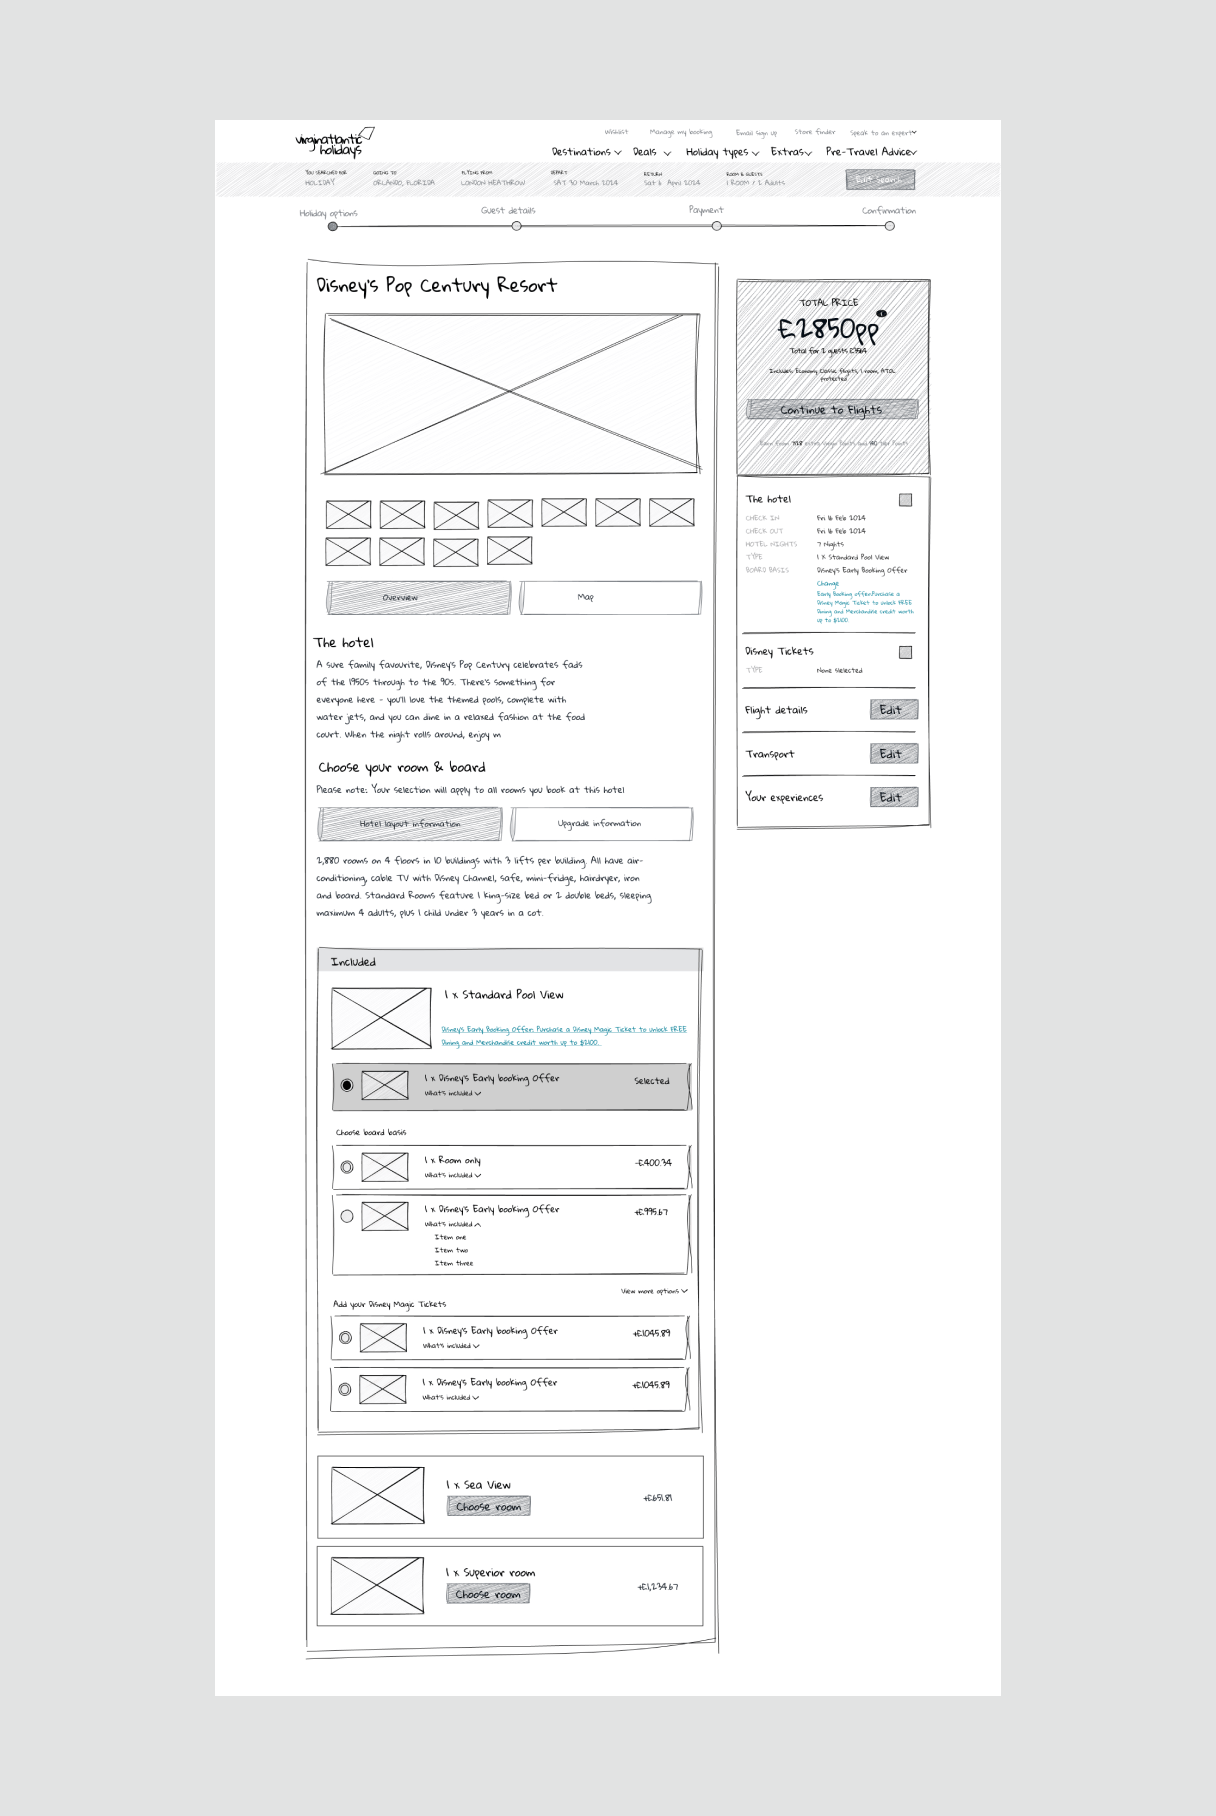 virgin atlantic
holidays
Wishlist Manage my booking Email sign up Store finder Speak to an expert
Destinations Deals Holiday types Extras Pre-Travel Advice
YOU SEARCHED FOR GOING TO FLYING FROM DEPART RETURN ROOM & GUESTS
HOLIDAY ORLANDO, FLORIDA LONDON HEATHROW SAT 30 March 2024 Sat 6 April 2024 1 ROOM / 2 Adults
Edit search
Holiday options Guest details Payment Confirmation
Disney's Pop Century Resort
Overview Map
The hotel
A sure family favourite, Disney's Pop Century celebrates fads
of the 1950s through to the 90s. There's something for
everyone here - you'll love the themed pools, complete with
water jets, and you can dine in a relaxed fashion at the food
court. When the night rolls around, enjoy m
Choose your room & board
Please note: Your selection will apply to all rooms you book at this hotel
Hotel layout information Upgrade information
2,880 rooms on 4 floors in 10 buildings with 3 lifts per building. All have air-
conditioning, cable TV with Disney Channel, safe, mini-fridge, hairdryer, iron
and board. Standard Rooms feature 1 king-size bed or 2 double beds, sleeping
maximum 4 adults, plus 1 child under 3 years in a cot.
Included
1 x Standard Pool View
Disney's Early Booking Offer: Purchase a Disney Magic Ticket to unlock FREE
Dining and Merchandise credit worth up to $2100.
1 x Disney's Early booking Offer Selected
What's included
Choose board basis
1 x Room only -£400.34
What's included
1 x Disney's Early booking Offer +£995.67
What's included
Item one
Item two
Item three
View more options
Add your Disney Magic Tickets
1 x Disney's Early booking Offer +£1045.89
What's included
1 x Disney's Early booking Offer +£1045.89
What's included
1 x Sea View
Choose room
+£651.81
1 x Superior room
Choose room
+£1,234.67
TOTAL PRICE
£2850pp
Total for 2 guests
Includes: Economy Classic flights, 1 room, ATOL
protected
Continue to Flights
Earn from extra Virgin Points and tier Points
The hotel
CHECK IN Fri 16 Feb 2024
CHECK OUT Fri 16 Feb 2024
HOTEL NIGHTS 7 Nights
TYPE 1 X Standard Pool View
BOARD BASIS Disney's Early Booking Offer
Change
Early Booking offer:Purchase a
Disney Magic Ticket to unlock FREE
Dining and Merchandise credit worth
up to $2100.
Disney Tickets
TYPE None Selected
Flight details Edit
Transport Edit
Your experiences Edit